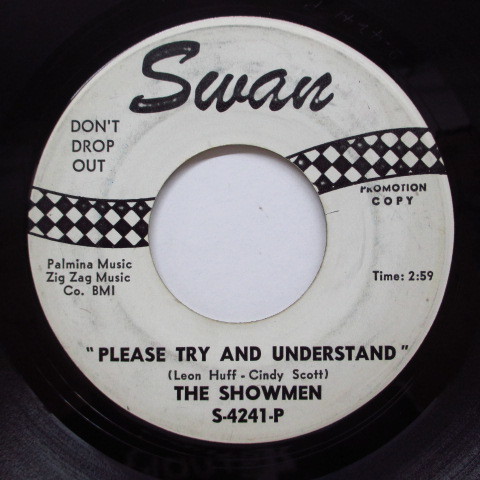 Swan
DON'T
DROP
OUT
PROMOTION
COPY
Palmina Music
Zig Zag Music
Co. BMI
Time: 2:59
"PLEASE TRY AND UNDERSTAND"
(Leon Huff - Cindy Scott)
THE SHOWMEN
S-4241-P